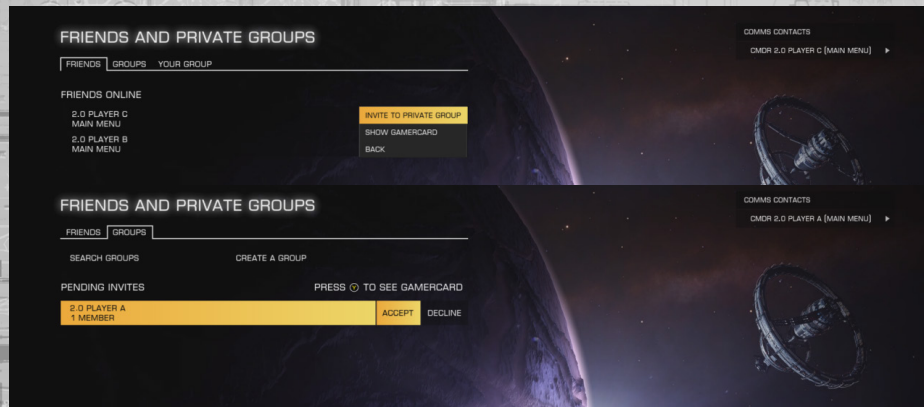 FRIENDS AND PRIVATE GROUPS
FRIENDS GROUPS YOUR GROUP
FRIENDS ONLINE
2.0 PLAYER C
MAIN MENU
2.0 PLAYER B
MAIN MENU
INVITE TO PRIVATE GROUP
SHOW GAMERCARD
BACK
COMMS CONTACTS
CMDR 2.0 PLAYER C (MAIN MENU)
FRIENDS AND PRIVATE GROUPS
FRIENDS GROUPS
SEARCH GROUPS CREATE A GROUP
PENDING INVITES PRESS Y TO SEE GAMERCARD
2.0 PLAYER A
1 MEMBER
ACCEPT DECLINE
COMMS CONTACTS
CMDR 2.0 PLAYER A (MAIN MENU)